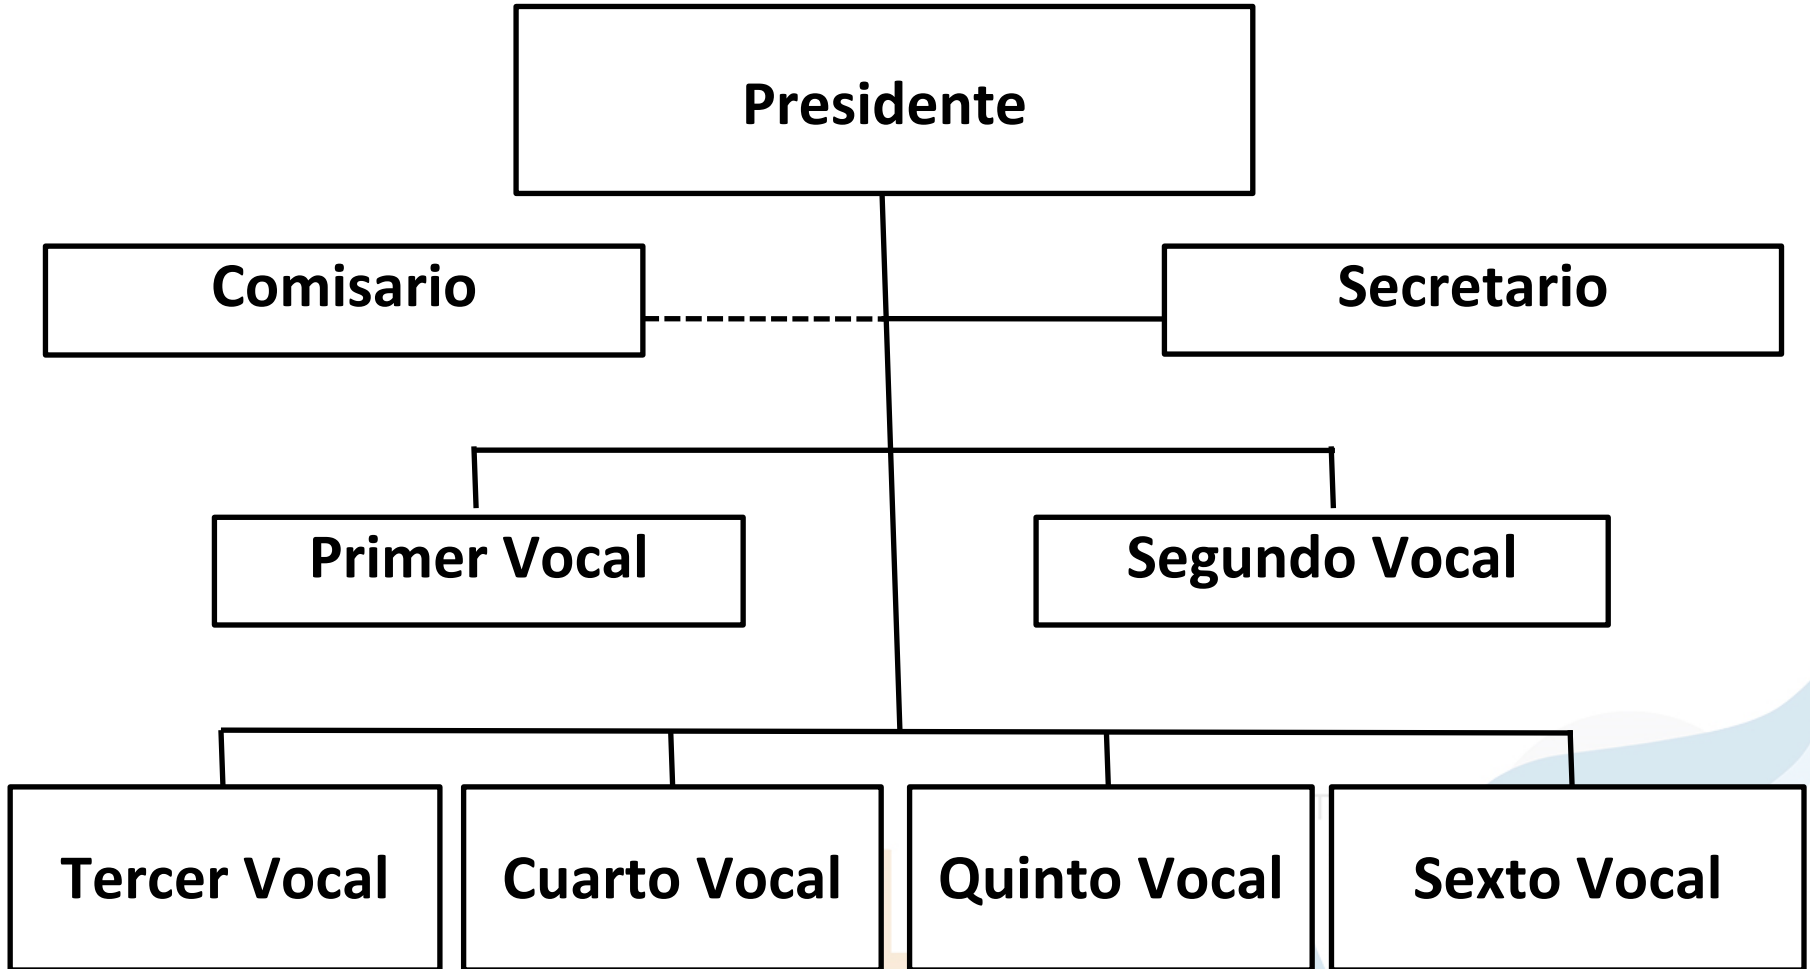 Presidente
Comisario
Secretario
Primer Vocal
Segundo Vocal
Tercer Vocal
Cuarto Vocal
Quinto Vocal
Sexto Vocal